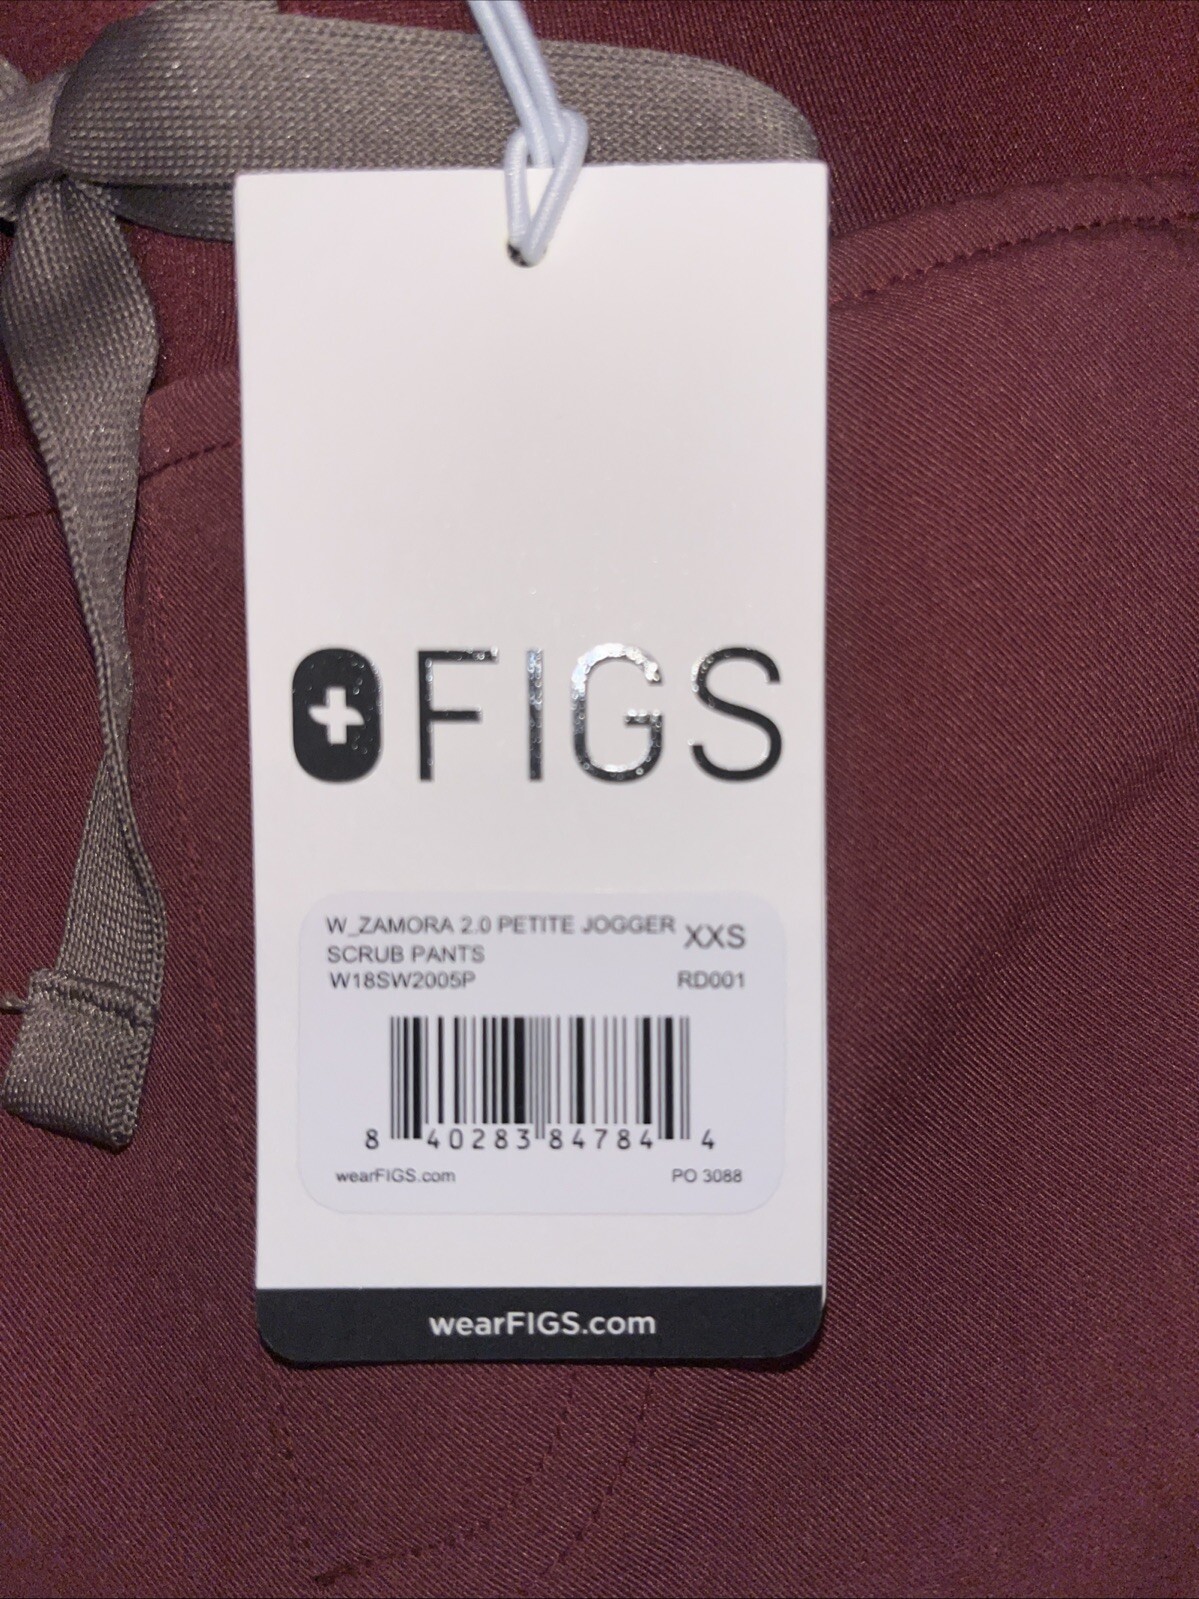 FIGS
W_ZAMORA 2.0 PETITE JOGGER XXS
SCRUB PANTS
W18SW2005P RD001
8 40283 84784 4
wearFIGS.com PO 3088
wearFIGS.com